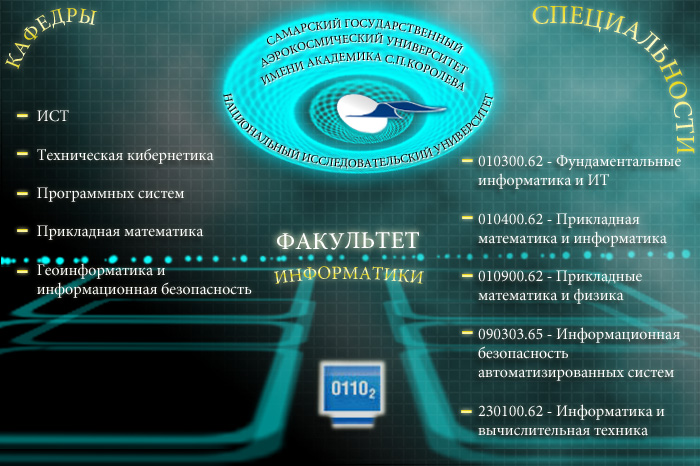 КАФЕДРЫ
ИСТ
Техническая кибернетика
Программных систем
Прикладная математика
Геоинформатика и
информационная безопасность
САМАРСКИЙ ГОСУДАРСТВЕННЫЙ
АЭРОКОСМИЧЕСКИЙ УНИВЕРСИТЕТ
ИМЕНИ АКАДЕМИКА С.П.КОРОЛЕВА
НАЦИОНАЛЬНЫЙ ИССЛЕДОВАТЕЛЬСКИЙ УНИВЕРСИТЕТ
ФАКУЛЬТЕТ
ИНФОРМАТИКИ
0110₂
СПЕЦИАЛЬНОСТИ
010300.62 - Фундаментальные
информатика и ИТ
010400.62 - Прикладная
математика и информатика
010900.62 - Прикладные
математика и физика
090303.65 - Информационная
безопасность
автоматизированных систем
230100.62 - Информатика и
вычислительная техника